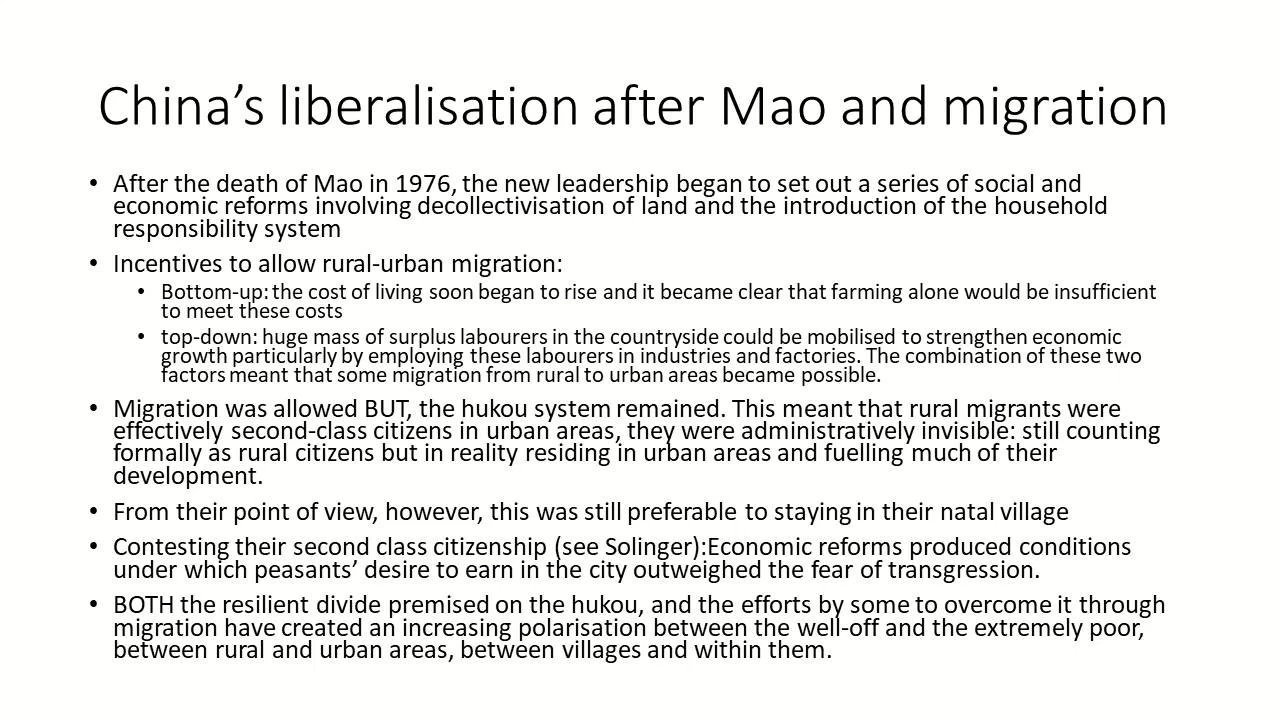 China’s liberalisation after Mao and migration
• After the death of Mao in 1976, the new leadership began to set out a series of social and
economic reforms involving decollectivisation of land and the introduction of the household
responsibility system
• Incentives to allow rural-urban migration:
• Bottom-up: the cost of living soon began to rise and it became clear that farming alone would be insufficient
to meet these costs
• top-down: huge mass of surplus labourers in the countryside could be mobilised to strengthen economic
growth particularly by employing these labourers in industries and factories. The combination of these two
factors meant that some migration from rural to urban areas became possible.
• Migration was allowed BUT, the hukou system remained. This meant that rural migrants were
effectively second-class citizens in urban areas, they were administratively invisible: still counting
formally as rural citizens but in reality residing in urban areas and fuelling much of their
development.
• From their point of view, however, this was still preferable to staying in their natal village
• Contesting their second class citizenship (see Solinger):Economic reforms produced conditions
under which peasants’ desire to earn in the city outweighed the fear of transgression.
• BOTH the resilient divide premised on the hukou, and the efforts by some to overcome it through
migration have created an increasing polarisation between the well-off and the extremely poor,
between rural and urban areas, between villages and within them.